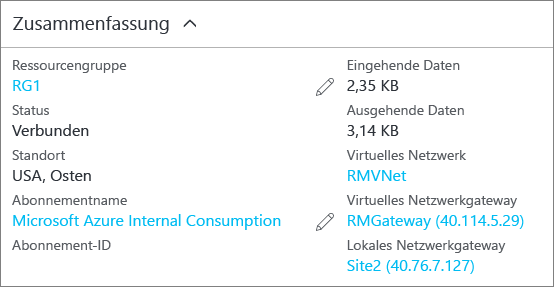 Zusammenfassung
Ressourcengruppe
RG1
Status
Verbunden
Standort
USA, Osten
Abonnementname
Microsoft Azure Internal Consumption
Abonnement-ID
Eingehende Daten
2,35 KB
Ausgehende Daten
3,14 KB
Virtuelles Netzwerk
RMVNet
Virtuelles Netzwerkgateway
RMGateway (40.114.5.29)
Lokales Netzwerkgateway
Site2 (40.76.7.127)